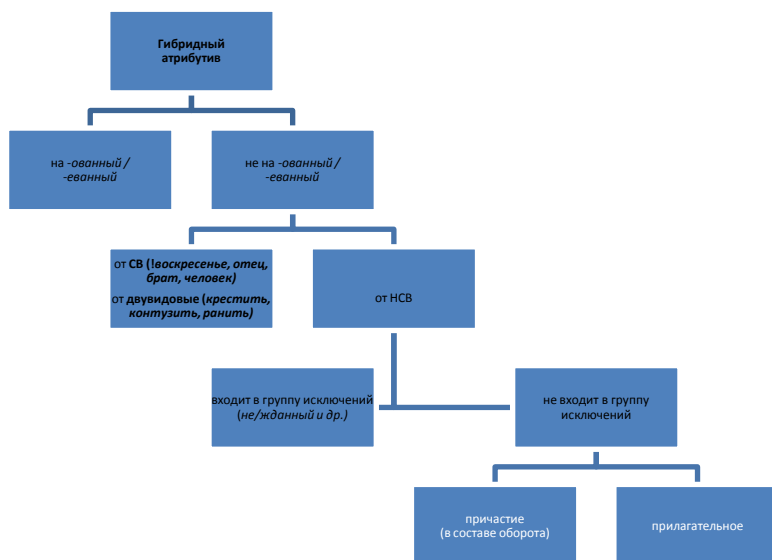 Гибридный
атрибутив
на -ованный /
-еванный
не на -ованный /
-еванный
от СВ (!воскресенье, отец,
брат, человек)
от двувидовые (крестить,
контузить, ранить)
от НСВ
входит в группу исключений
(не/жданный и др.)
не входит в группу
исключений
причастие
(в составе оборота)
прилагательное